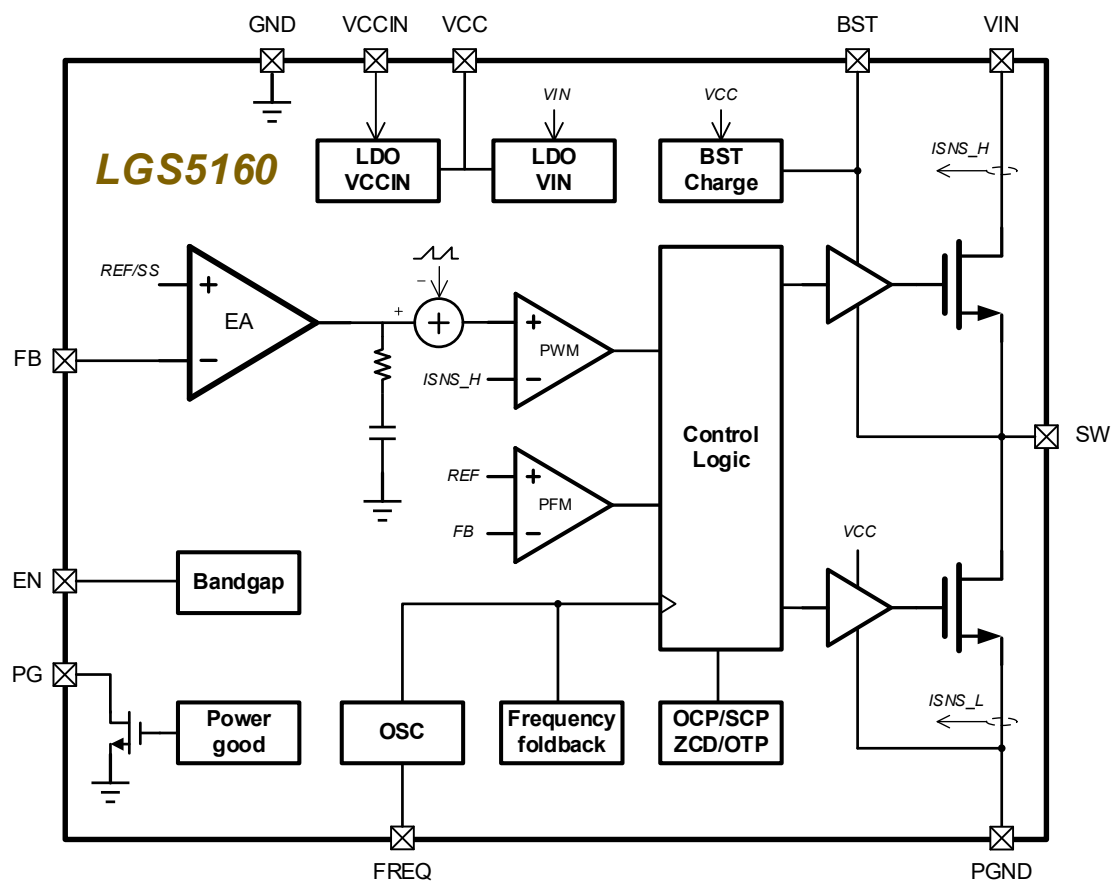 GND VCCIN VCC BST VIN
VIN VCC
ISNS_H
LGS5160
LDO
VCCIN
LDO
VIN
BST
Charge
REF/SS
+
EA
−
FB
−
+
+
+
PWM
ISNS_H
−
Control
Logic
SW
REF
+
PFM
FB
−
VCC
EN
Bandgap
PG
Power
good
OSC
Frequency
foldback
OCP/SCP
ZCD/OTP
ISNS_L
FREQ PGND